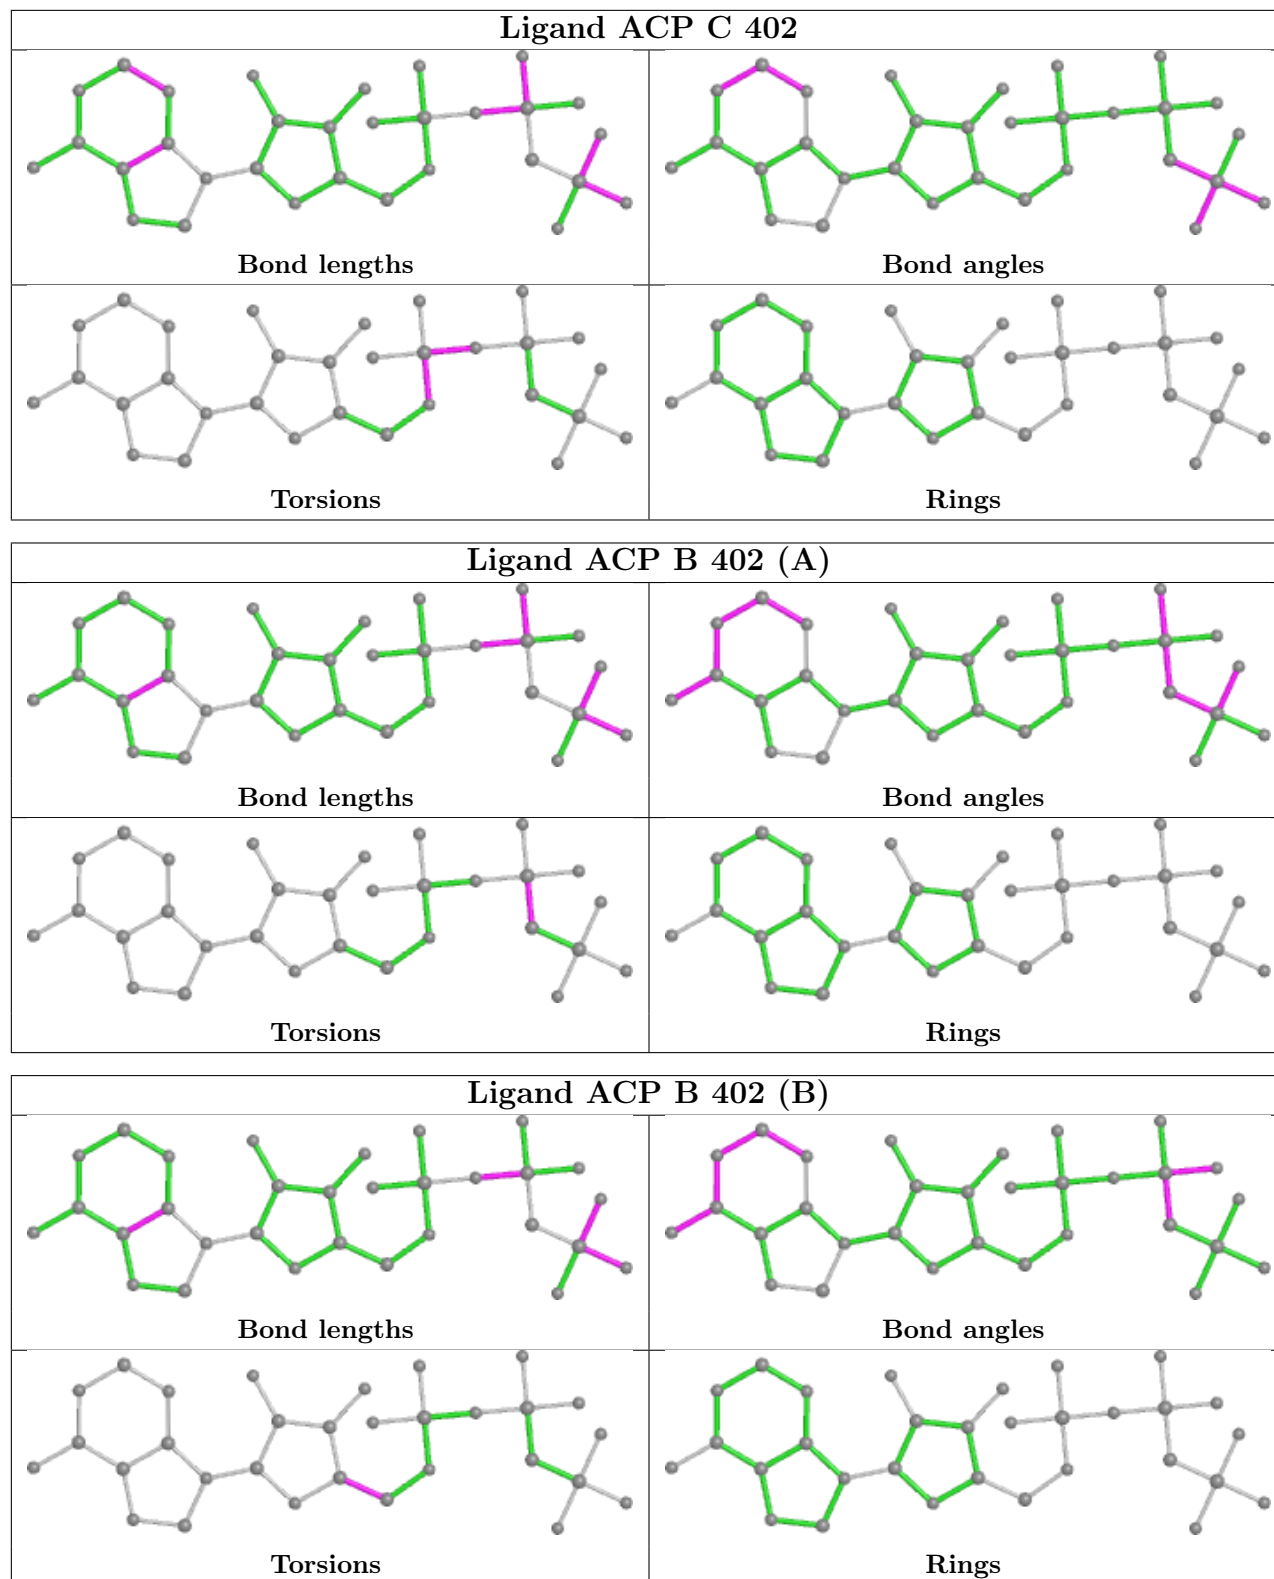 Ligand ACP C 402
Bond lengths
Bond angles
Torsions
Rings
Ligand ACP B 402 (A)
Bond lengths
Bond angles
Torsions
Rings
Ligand ACP B 402 (B)
Bond lengths
Bond angles
Torsions
Rings